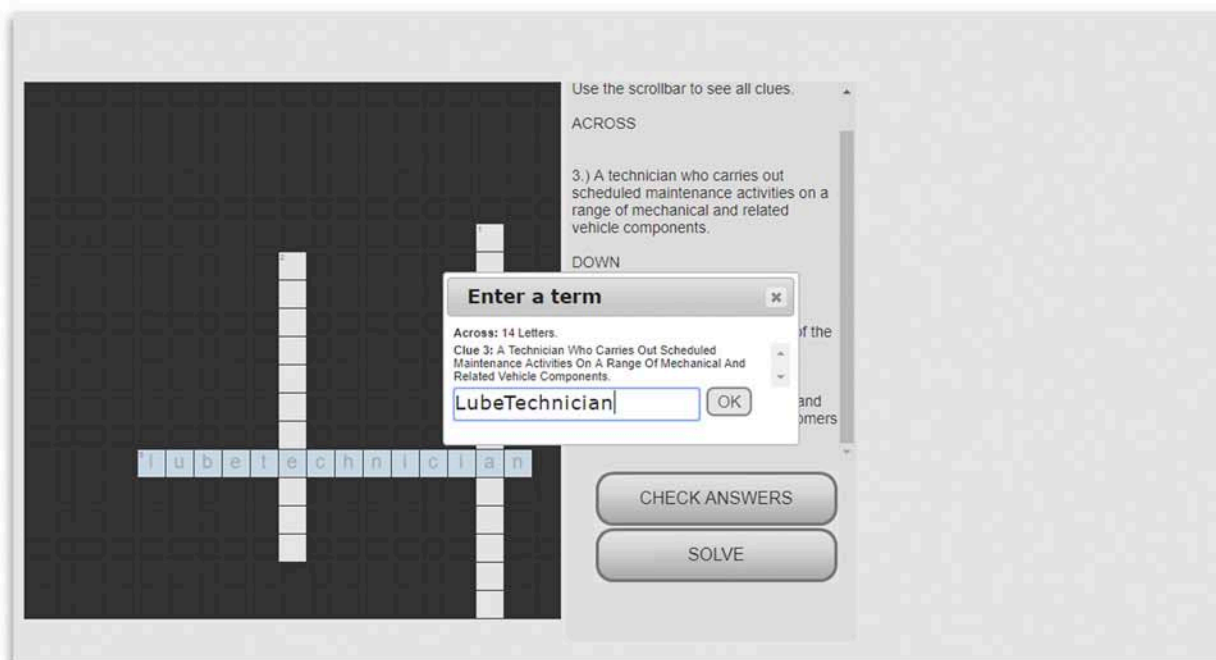 Use the scrollbar to see all clues.
ACROSS
3.) A technician who carries out
scheduled maintenance activities on a
range of mechanical and related
vehicle components.
DOWN
1
2
Enter a term
Across: 14 Letters.
Clue 3: A Technician Who Carries Out Scheduled
Maintenance Activities On A Range Of Mechanical And
Related Vehicle Components.
LubeTechnician
OK
of the
and
omers
3 l u b e t e c h n i c i a n
CHECK ANSWERS
SOLVE